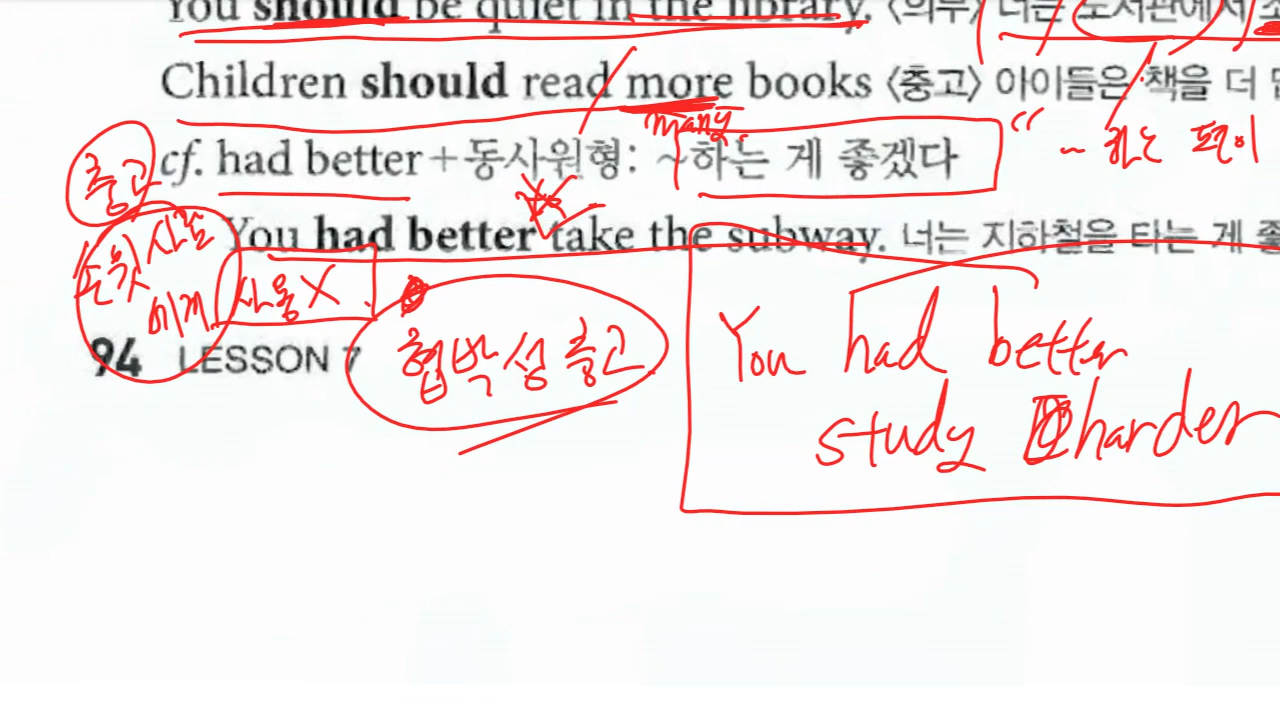 You should be quiet in the library. 〈의무〉 너는 도서관에서 조
Children should read more books 〈충고〉 아이들은 책을 더
many
충고 cf. had better + 동사원형: ~하는 게 좋겠다 " ~ 하는 편이
You had better take the subway. 너는 지하철을 타는 게 좋
손윗사람
에게 사용 X
94 LESSON 7
협박성 충고
You had better
study harder